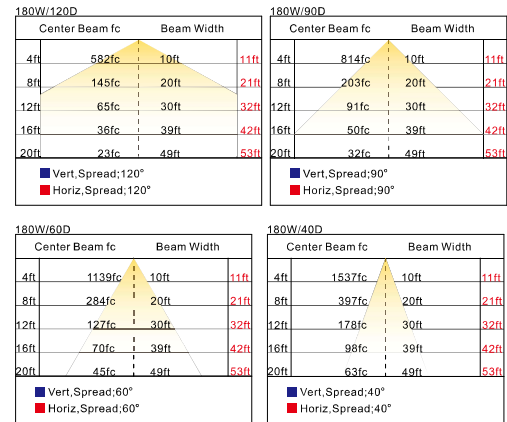 180W/120D
Center Beam fc Beam Width
4ft 582fc 10ft 11ft
8ft 145fc 20ft 21ft
12ft 65fc 30ft 32ft
16ft 36fc 39ft 42ft
20ft 23fc 49ft 53ft
Vert,Spread;120°
Horiz,Spread;120°
180W/90D
Center Beam fc Beam Width
4ft 814fc 10ft 11ft
8ft 203fc 20ft 21ft
12ft 91fc 30ft 32ft
16ft 50fc 39ft 42ft
20ft 32fc 49ft 53ft
Vert,Spread;90°
Horiz,Spread;90°
180W/60D
Center Beam fc Beam Width
4ft 1139fc 10ft 11ft
8ft 284fc 20ft 21ft
12ft 127fc 30ft 32ft
16ft 70fc 39ft 42ft
20ft 45fc 49ft 53ft
Vert,Spread;60°
Horiz,Spread;60°
180W/40D
Center Beam fc Beam Width
4ft 1537fc 10ft 11ft
8ft 397fc 20ft 21ft
12ft 178fc 30ft 32ft
16ft 98fc 39ft 42ft
20ft 63fc 49ft 53ft
Vert,Spread;40°
Horiz,Spread;40°